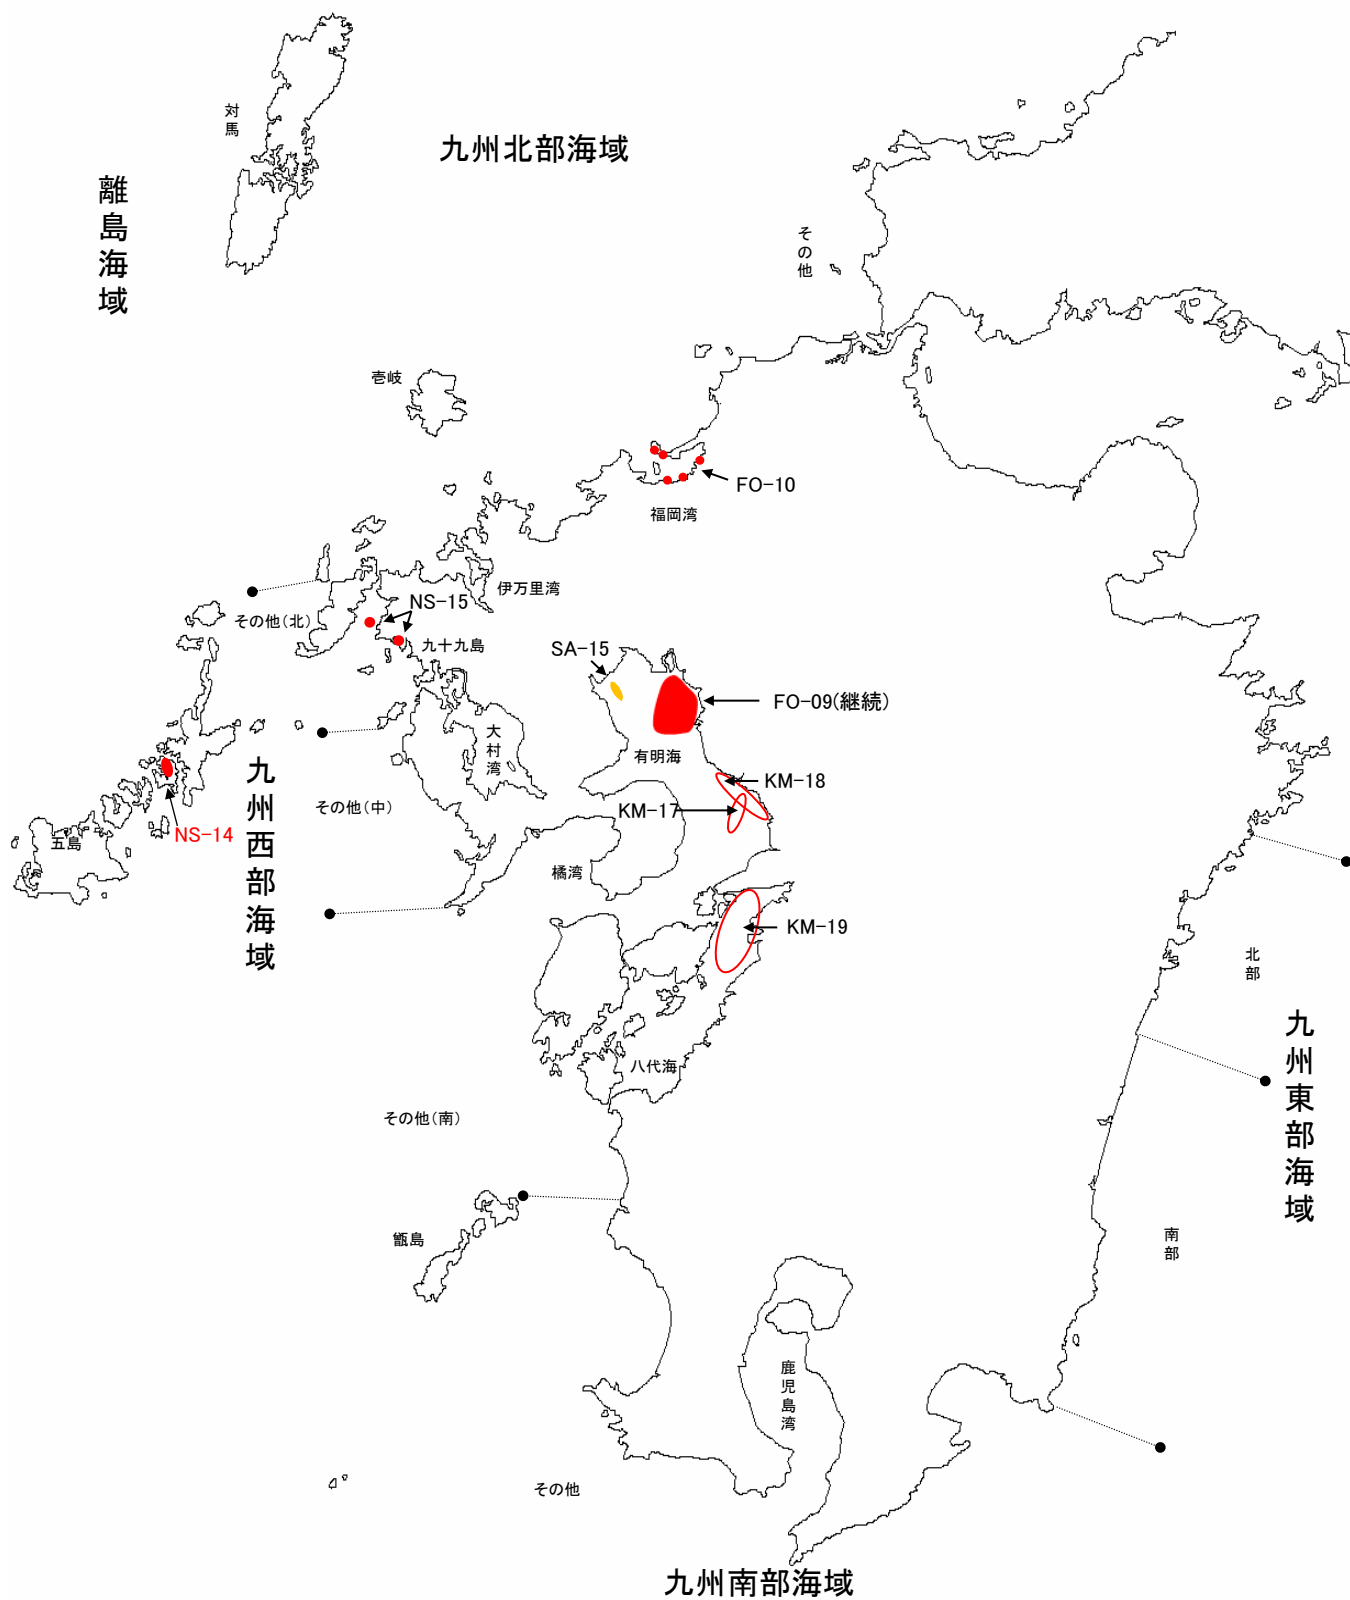 対馬
九州北部海域
離島海域
その他
壱岐
FO-10
福岡湾
伊万里湾
NS-15
その他(北)
九十九島
SA-15
FO-09(継続)
大村湾
有明海
九州西部海域
KM-18
その他(中)
KM-17
NS-14
五島
橘湾
KM-19
北部
九州東部海域
八代海
その他(南)
甑島
南部
鹿児島湾
その他
九州南部海域